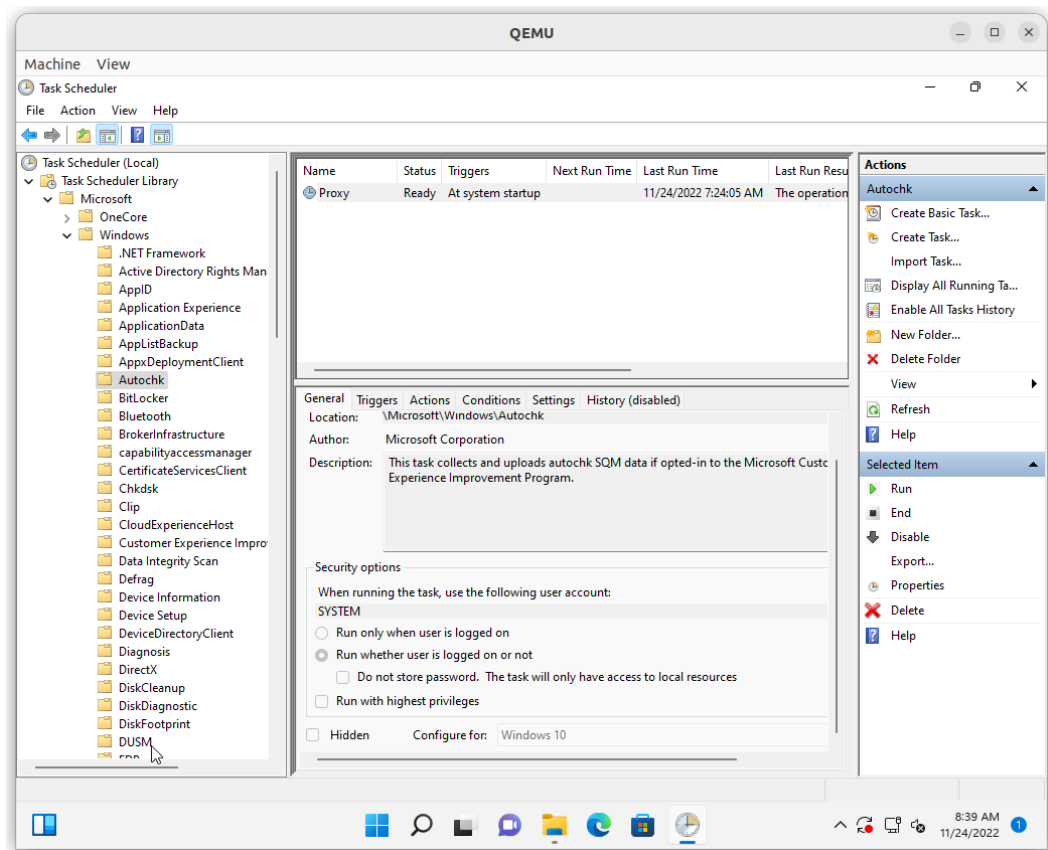 QEMU
Machine View
Task Scheduler
File Action View Help
Task Scheduler (Local)
Task Scheduler Library
Microsoft
OneCore
Windows
.NET Framework
Active Directory Rights Man
AppID
Application Experience
ApplicationData
AppListBackup
AppxDeploymentClient
Autochk
BitLocker
Bluetooth
BrokerInfrastructure
capabilityaccessmanager
CertificateServicesClient
Chkdsk
Clip
CloudExperienceHost
Customer Experience Impro
Data Integrity Scan
Defrag
Device Information
Device Setup
DeviceDirectoryClient
Diagnosis
DirectX
DiskCleanup
DiskDiagnostic
DiskFootprint
DUSM
Name Status Triggers Next Run Time Last Run Time Last Run Resu
Proxy Ready At system startup 11/24/2022 7:24:05 AM The operation
General Triggers Actions Conditions Settings History (disabled)
Location: \Microsoft\Windows\Autochk
Author: Microsoft Corporation
Description: This task collects and uploads autochk SQM data if opted-in to the Microsoft Custc
Experience Improvement Program.
Security options
When running the task, use the following user account:
SYSTEM
Run only when user is logged on
Run whether user is logged on or not
Do not store password. The task will only have access to local resources
Run with highest privileges
Hidden Configure for: Windows 10
Actions
Autochk
Create Basic Task...
Create Task...
Import Task...
Display All Running Ta...
Enable All Tasks History
New Folder...
Delete Folder
View
Refresh
Help
Selected Item
Run
End
Disable
Export...
Properties
Delete
Help
8:39 AM
11/24/2022
1